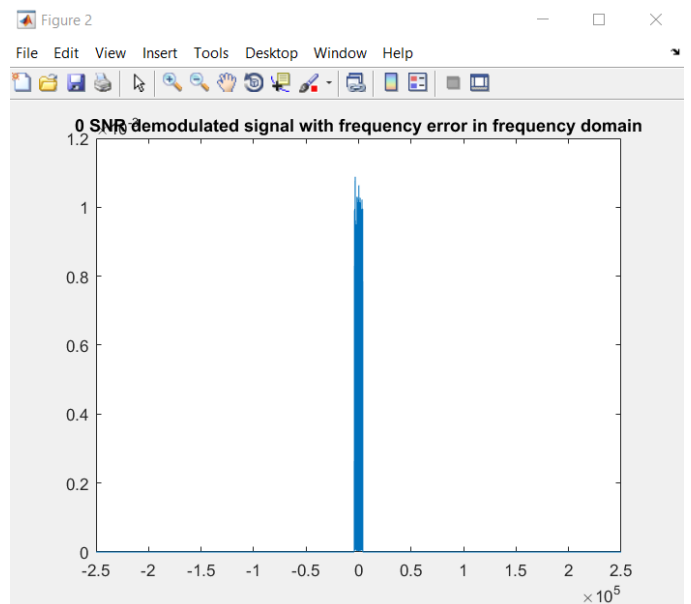 Figure 2
File Edit View Insert Tools Desktop Window Help
0 SNR demodulated signal with frequency error in frequency domain
×10⁻³
1.2
1
0.8
0.6
0.4
0.2
0
-2.5 -2 -1.5 -1 -0.5 0 0.5 1 1.5 2 2.5
×10⁵